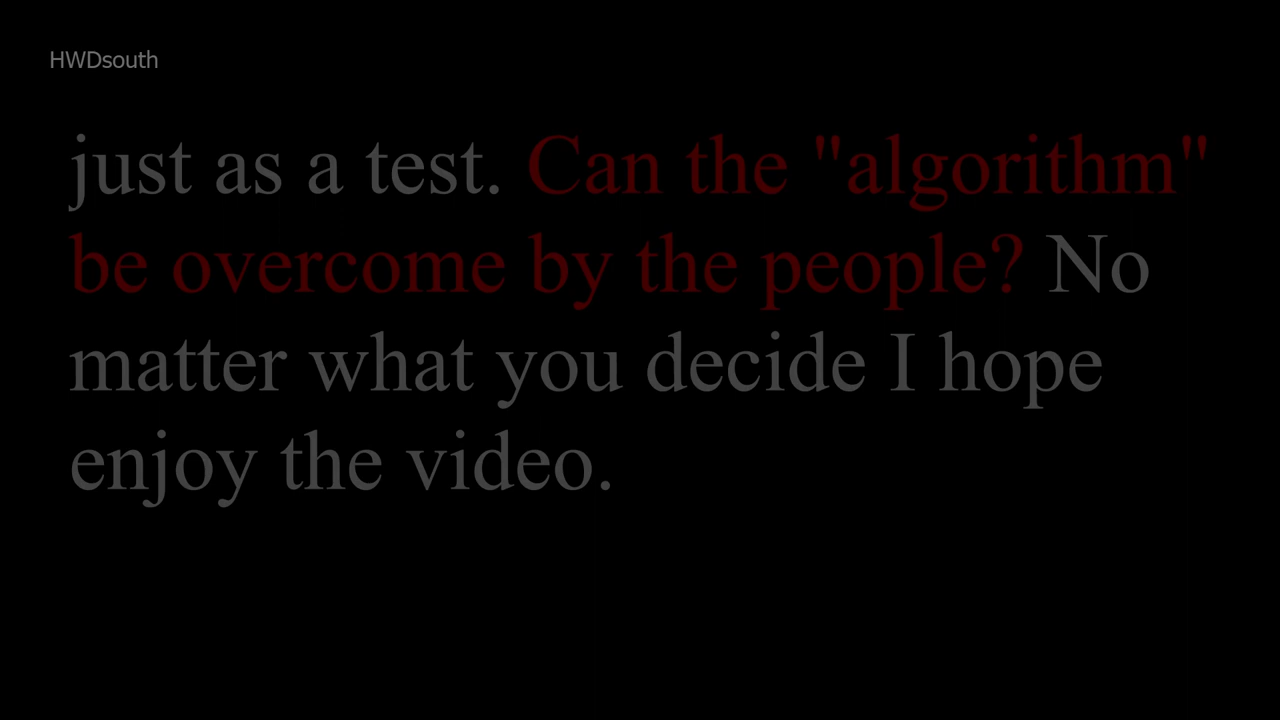 HWDsouth
just as a test. Can the "algorithm"
be overcome by the people? No
matter what you decide I hope
enjoy the video.